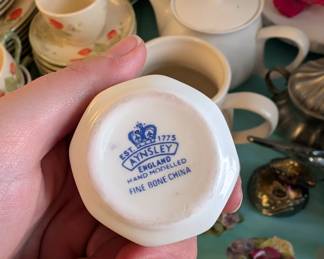 EST 1775
AYNSLEY
ENGLAND
HAND MODELLED
FINE BONE CHINA